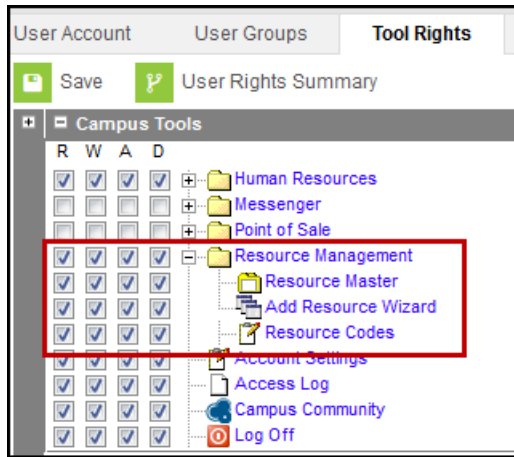 User Account User Groups Tool Rights
Save User Rights Summary
Campus Tools
R W A D
Human Resources
Messenger
Point of Sale
Resource Management
Resource Master
Add Resource Wizard
Resource Codes
Account Settings
Access Log
Campus Community
Log Off